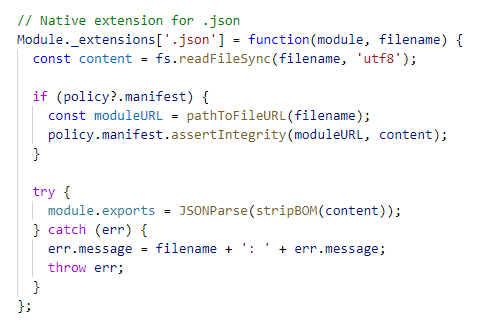 // Native extension for .json
Module._extensions['.json'] = function(module, filename) {
  const content = fs.readFileSync(filename, 'utf8');

  if (policy?.manifest) {
    const moduleURL = pathToFileURL(filename);
    policy.manifest.assertIntegrity(moduleURL, content);
  }

  try {
    module.exports = JSONParse(stripBOM(content));
  } catch (err) {
    err.message = filename + ': ' + err.message;
    throw err;
  }
};